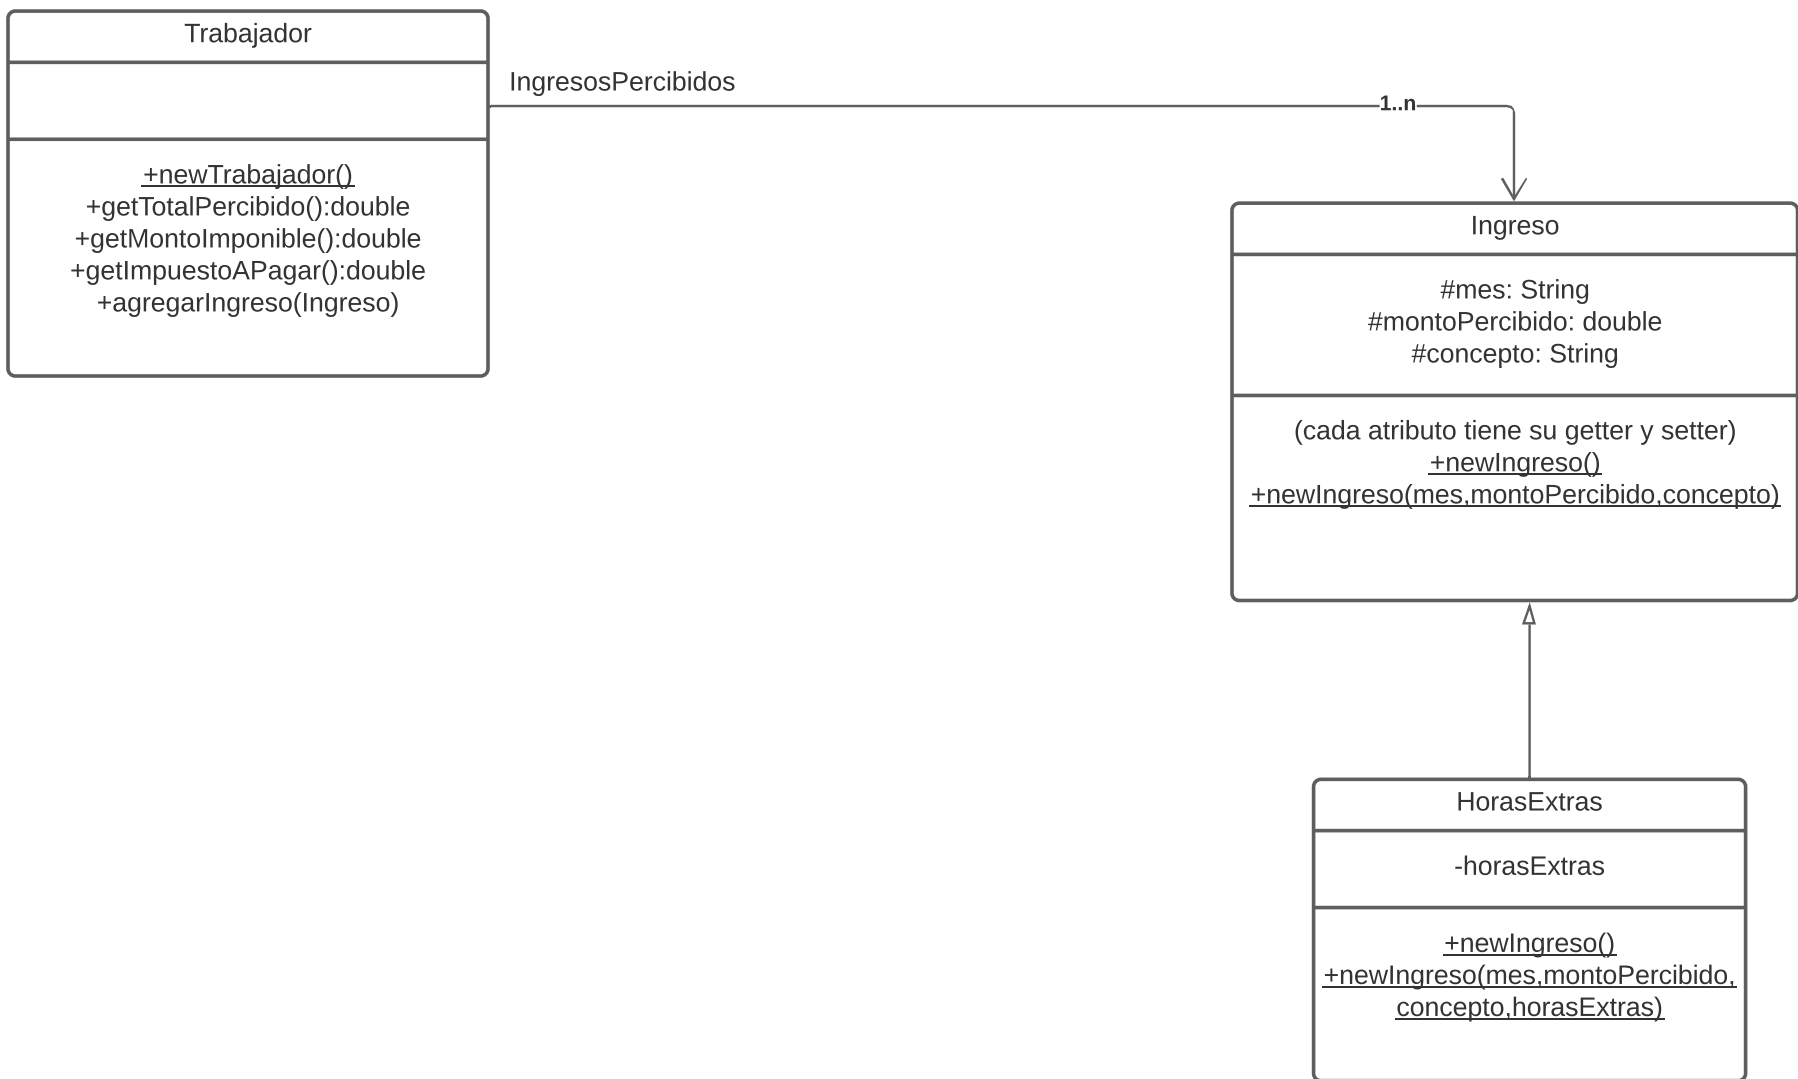 Trabajador
+newTrabajador()
+getTotalPercibido():double
+getMontoImponible():double
+getImpuestoAPagar():double
+agregarIngreso(Ingreso)
IngresosPercibidos
1..n
Ingreso
#mes: String
#montoPercibido: double
#concepto: String
(cada atributo tiene su getter y setter)
+newIngreso()
+newIngreso(mes,montoPercibido,concepto)
HorasExtras
-horasExtras
+newIngreso()
+newIngreso(mes,montoPercibido,
concepto,horasExtras)